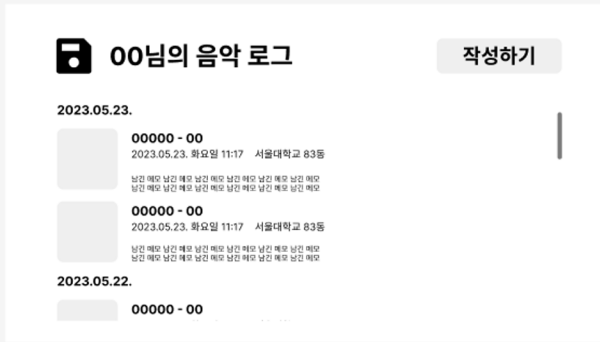 00님의 음악 로그
작성하기
2023.05.23.
00000 - 00
2023.05.23. 화요일 11:17 서울대학교 83동
남긴 메모 남긴 메모 남긴 메모 남긴 메모 남긴 메모 남긴 메모
남긴 메모 남긴 메모 남긴 메모 남긴 메모 남긴 메모 남긴 메모
00000 - 00
2023.05.23. 화요일 11:17 서울대학교 83동
남긴 메모 남긴 메모 남긴 메모 남긴 메모 남긴 메모 남긴 메모
남긴 메모 남긴 메모 남긴 메모 남긴 메모 남긴 메모 남긴 메모
2023.05.22.
00000 - 00